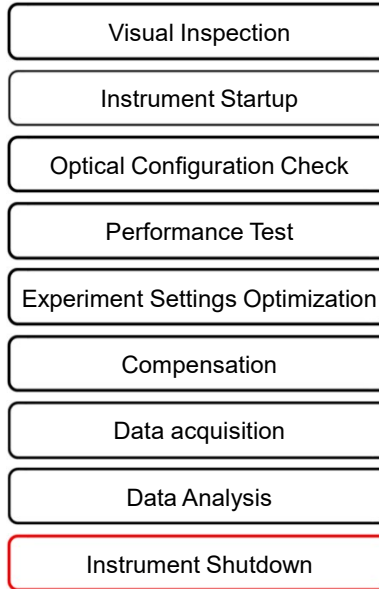 Visual Inspection
Instrument Startup
Optical Configuration Check
Performance Test
Experiment Settings Optimization
Compensation
Data acquisition
Data Analysis
Instrument Shutdown